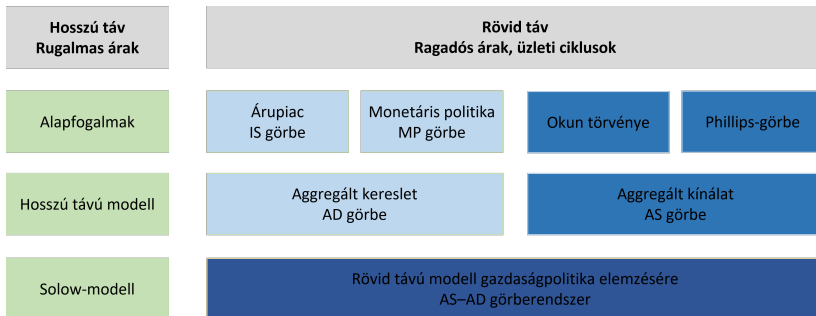 Hosszú táv
Rugalmas árak
Rövid táv
Ragadós árak, üzleti ciklusok
Alapfogalmak
Árupiac
IS görbe
Monetáris politika
MP görbe
Okun törvénye
Phillips-görbe
Hosszú távú modell
Aggregált kereslet
AD görbe
Aggregált kínálat
AS görbe
Solow-modell
Rövid távú modell gazdaságpolitika elemzésére
AS–AD görberendszer